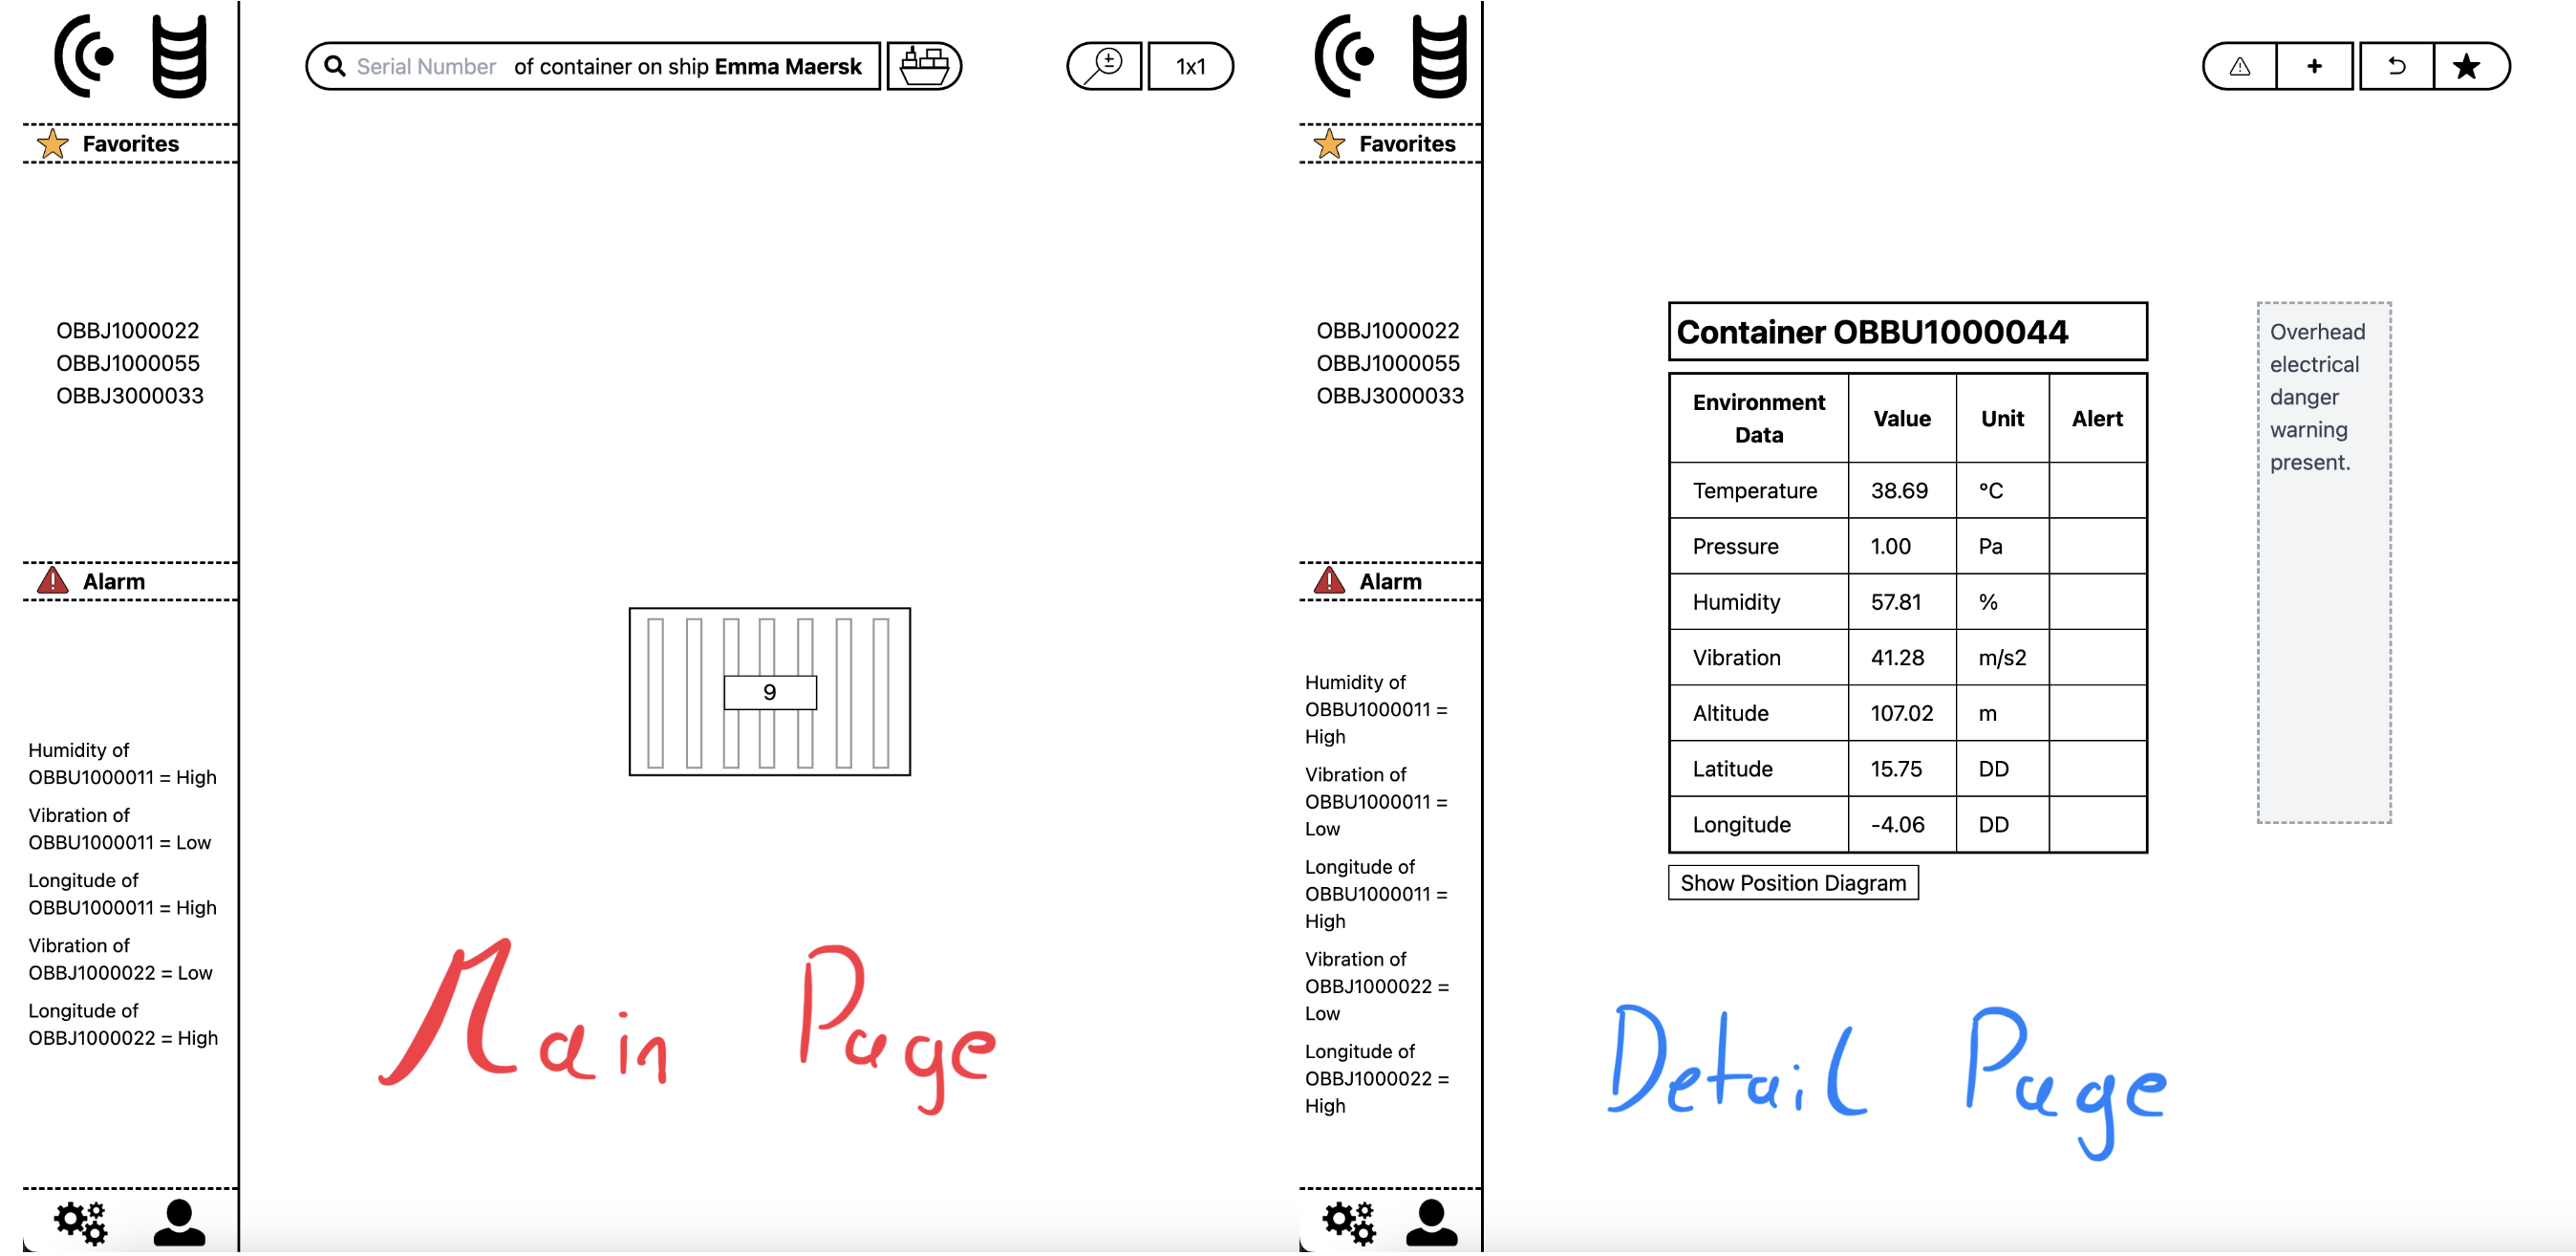 Favorites
OBBJ1000022
OBBJ1000055
OBBJ3000033
Alarm
Humidity of
OBBU1000011 = High
Vibration of
OBBU1000011 = Low
Longitude of
OBBU1000011 = High
Vibration of
OBBJ1000022 = Low
Longitude of
OBBJ1000022 = High
Serial Number of container on ship Emma Maersk
1x1
9
Main Page
Favorites
OBBJ1000022
OBBJ1000055
OBBJ3000033
Alarm
Humidity of
OBBU1000011 =
High
Vibration of
OBBU1000011 =
Low
Longitude of
OBBU1000011 =
High
Vibration of
OBBJ1000022 =
Low
Longitude of
OBBJ1000022 =
High
Container OBBU1000044
Environment
Data Value Unit Alert
Temperature 38.69 °C
Pressure 1.00 Pa
Humidity 57.81 %
Vibration 41.28 m/s2
Altitude 107.02 m
Latitude 15.75 DD
Longitude -4.06 DD
Show Position Diagram
Overhead
electrical
danger
warning
present.
Detail Page